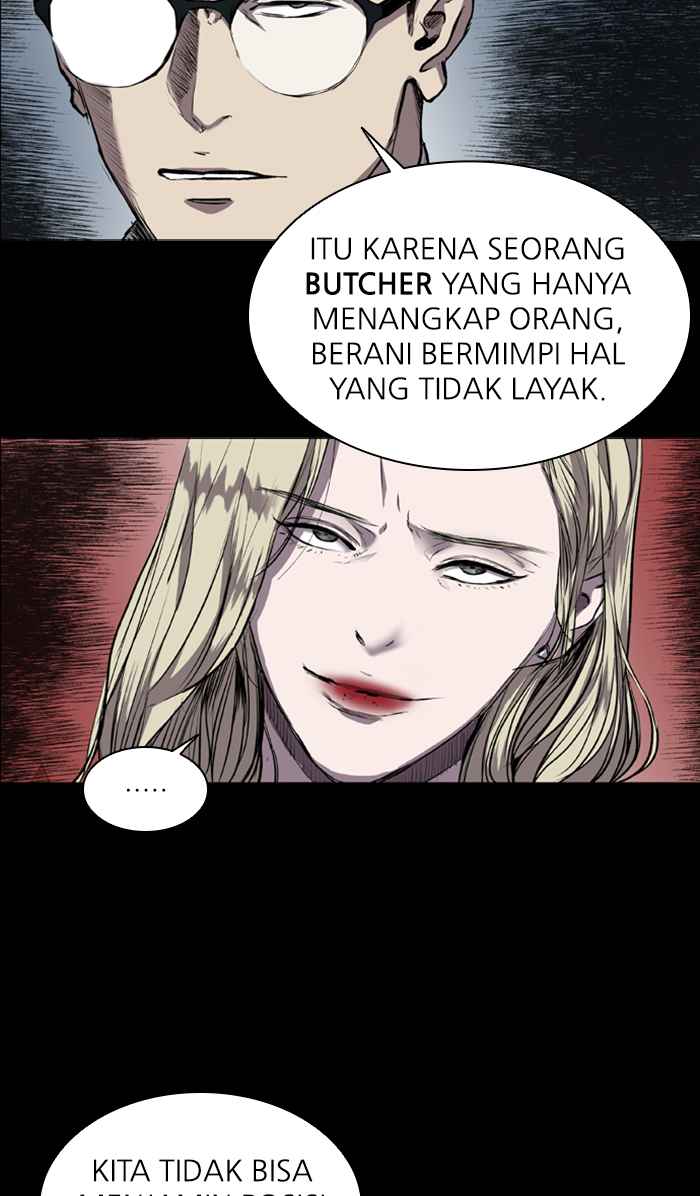 ITU KARENA SEORANG
BUTCHER YANG HANYA
MENANGKAP ORANG,
BERANI BERMIMPI HAL
YANG TIDAK LAYAK.
.....
KITA TIDAK BISA